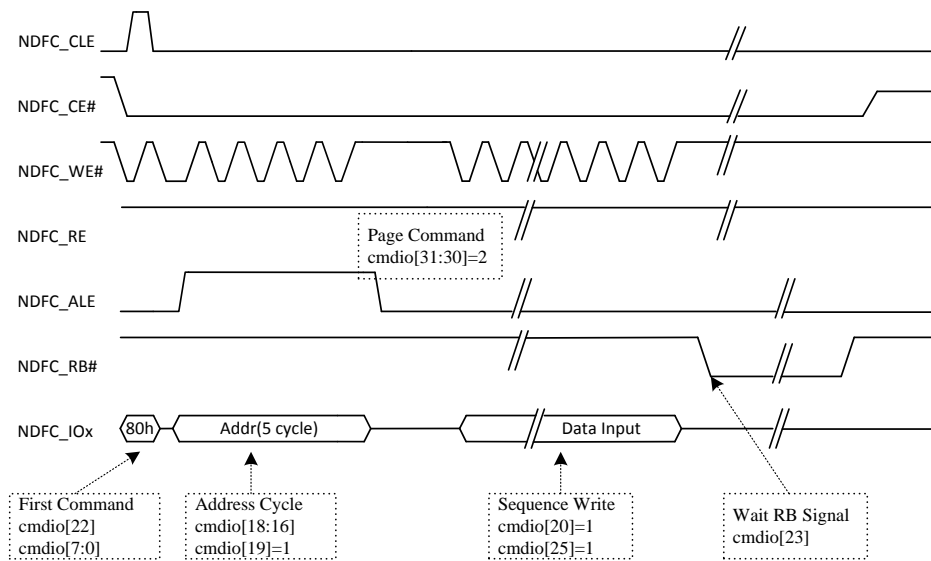 NDFC_CLE
NDFC_CE#
NDFC_WE#
NDFC_RE
Page Command
cmdio[31:30]=2
NDFC_ALE
NDFC_RB#
NDFC_IOx
80h
Addr(5 cycle)
Data Input
First Command
cmdio[22]
cmdio[7:0]
Address Cycle
cmdio[18:16]
cmdio[19]=1
Sequence Write
cmdio[20]=1
cmdio[25]=1
Wait RB Signal
cmdio[23]